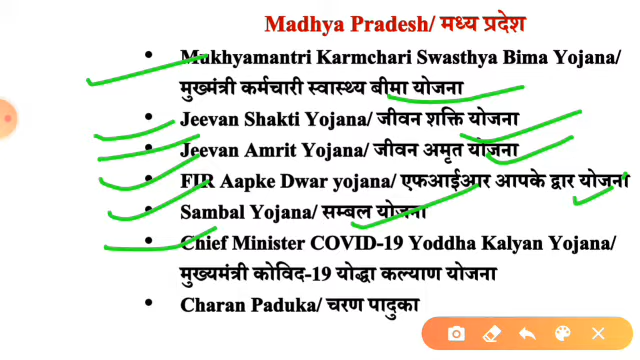 Madhya Pradesh/ मध्य प्रदेश
• Mukhyamantri Karmchari Swasthya Bima Yojana/
मुख्यमंत्री कर्मचारी स्वास्थ्य बीमा योजना
• Jeevan Shakti Yojana/ जीवन शक्ति योजना
• Jeevan Amrit Yojana/ जीवन अमृत योजना
• FIR Aapke Dwar yojana/ एफआईआर आपके द्वार योजना
• Sambal Yojana/ सम्बल योजना
• Chief Minister COVID-19 Yoddha Kalyan Yojana/
मुख्यमंत्री कोविद-19 योद्धा कल्याण योजना
• Charan Paduka/ चरण पादुका